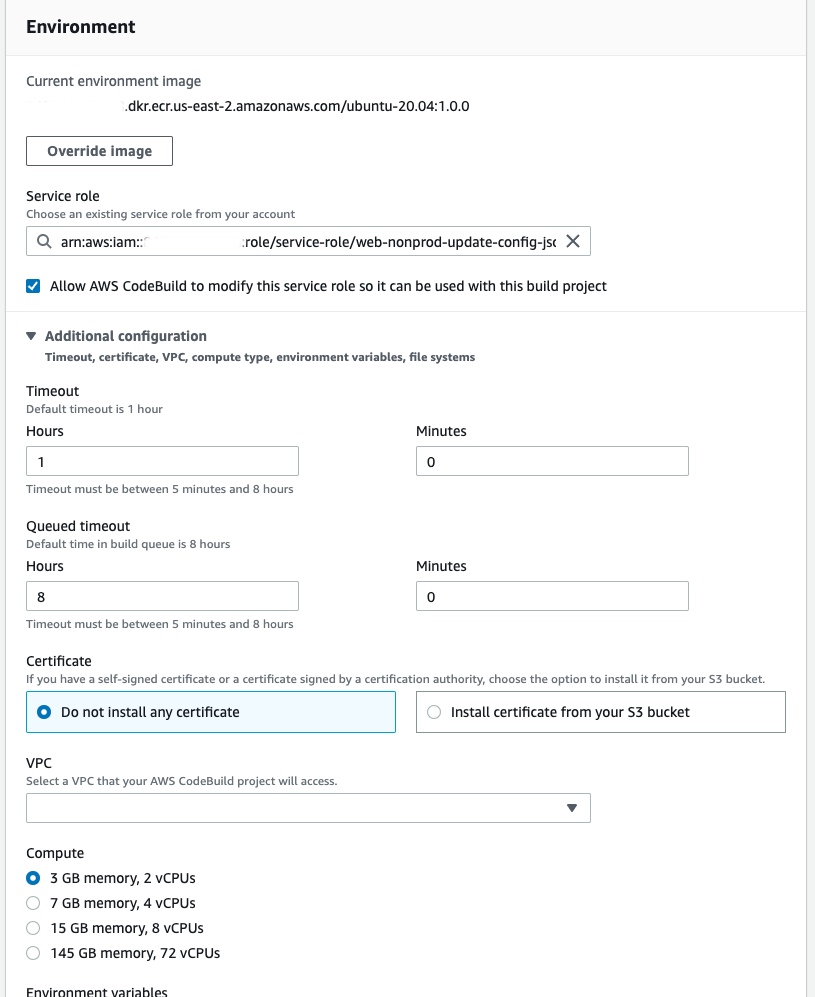 Environment
Current environment image
.dkr.ecr.us-east-2.amazonaws.com/ubuntu-20.04:1.0.0
Override image
Service role
Choose an existing service role from your account
arn:aws:iam:: :role/service-role/web-nonprod-update-config-jsc
Allow AWS CodeBuild to modify this service role so it can be used with this build project
Additional configuration
Timeout, certificate, VPC, compute type, environment variables, file systems
Timeout
Default timeout is 1 hour
Hours Minutes
1 0
Timeout must be between 5 minutes and 8 hours
Queued timeout
Default time in build queue is 8 hours
Hours Minutes
8 0
Timeout must be between 5 minutes and 8 hours
Certificate
If you have a self-signed certificate or a certificate signed by a certification authority, choose the option to install it from your S3 bucket.
Do not install any certificate Install certificate from your S3 bucket
VPC
Select a VPC that your AWS CodeBuild project will access.
Compute
3 GB memory, 2 vCPUs
7 GB memory, 4 vCPUs
15 GB memory, 8 vCPUs
145 GB memory, 72 vCPUs
Environment variables